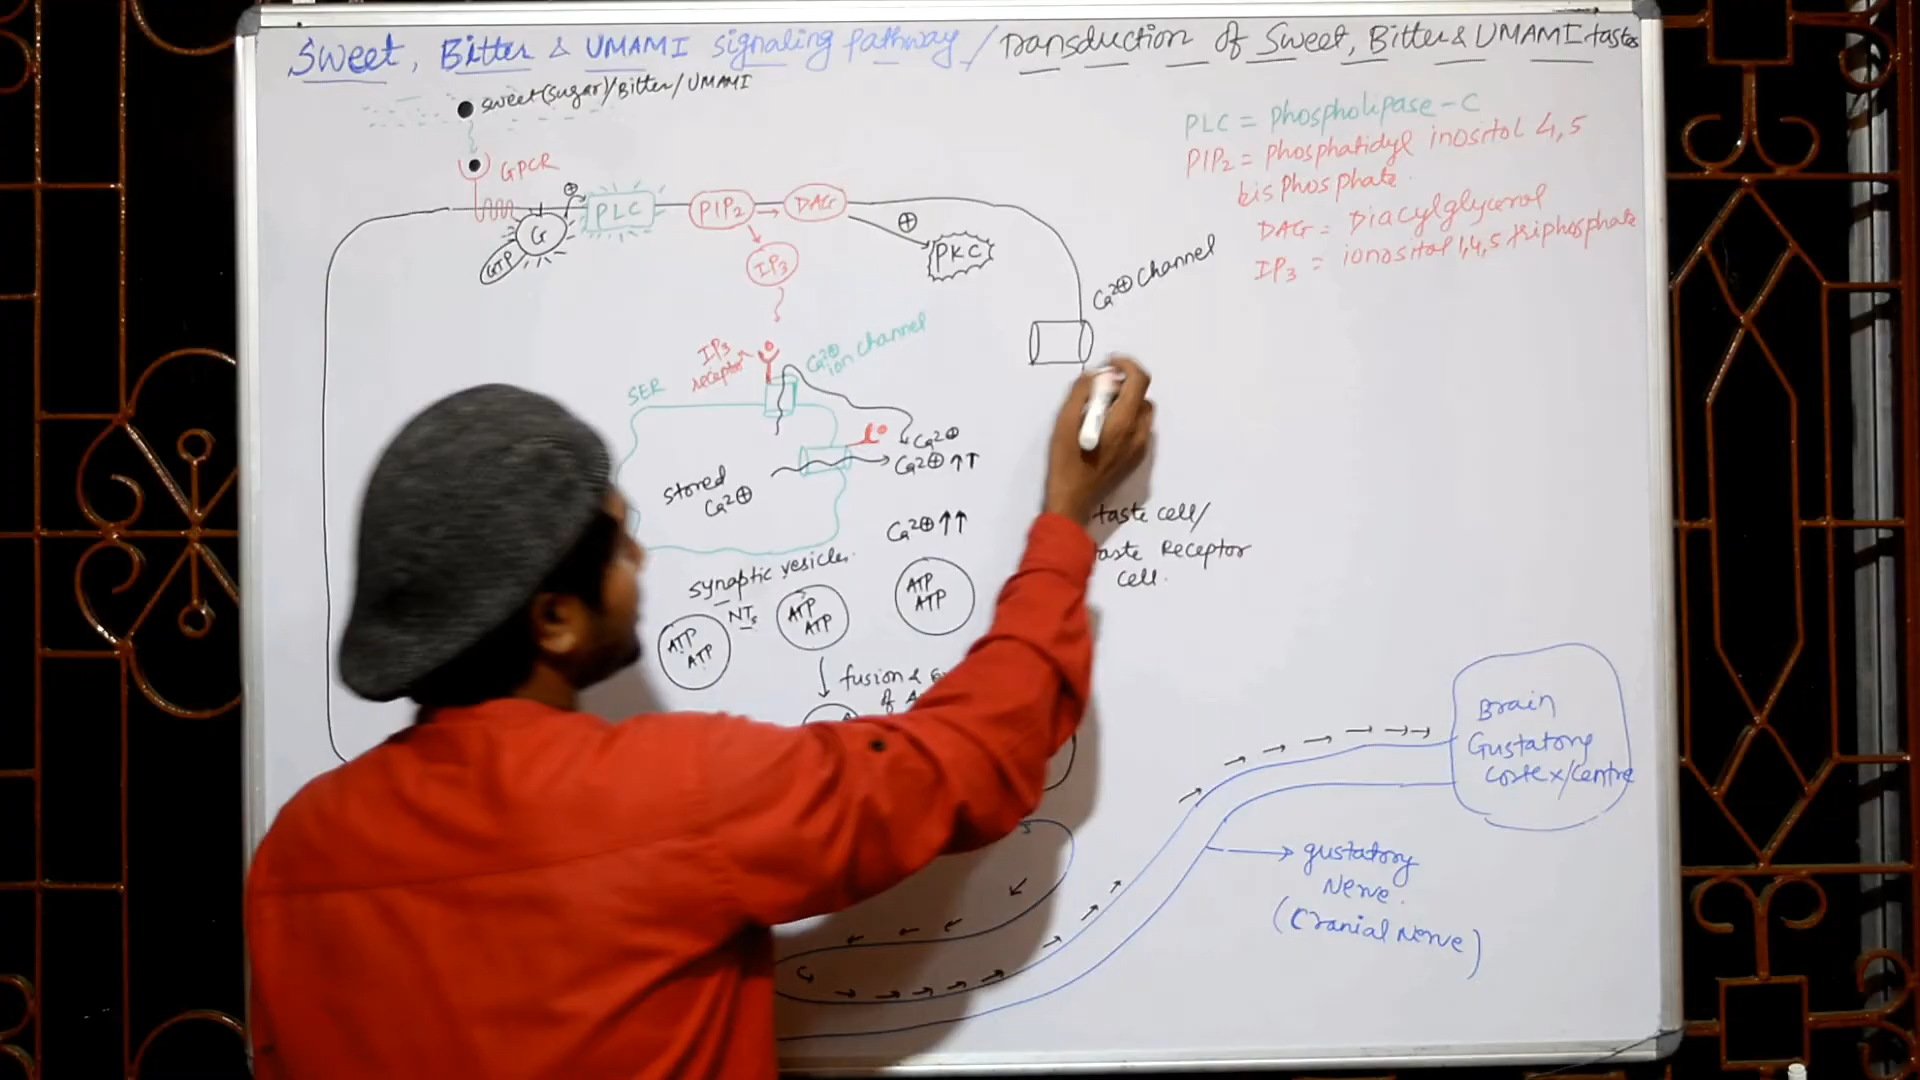 Sweet, Bitter & UMAMI signaling pathway / Transduction of Sweet, Bitter & UMAMI tastes
sweet(sugar)/Bitter/UMAMI
GPCR
G
GTP
PLC
PIP2
DAG
IP3
PKC
PLC = phospholipase-C
PIP2 = phosphatidyl inositol 4,5
bisphosphate.
DAG = Diacylglycerol
IP3 = ionositol 1,4,5 triphosphate
Ca2⊕ channel
IP3
receptor
Ca2⊕
ion channel
SER
Ca2⊕
Ca2⊕ ↑↑
stored
Ca2⊕
Ca2⊕ ↑↑
taste cell/
taste Receptor
cell.
synaptic vesicle.
NTs
ATP
ATP
ATP
ATP
ATP
ATP
fusion &
of
Brain
Gustatory
cortex/centre
gustatory
Nerve.
(Cranial Nerve)